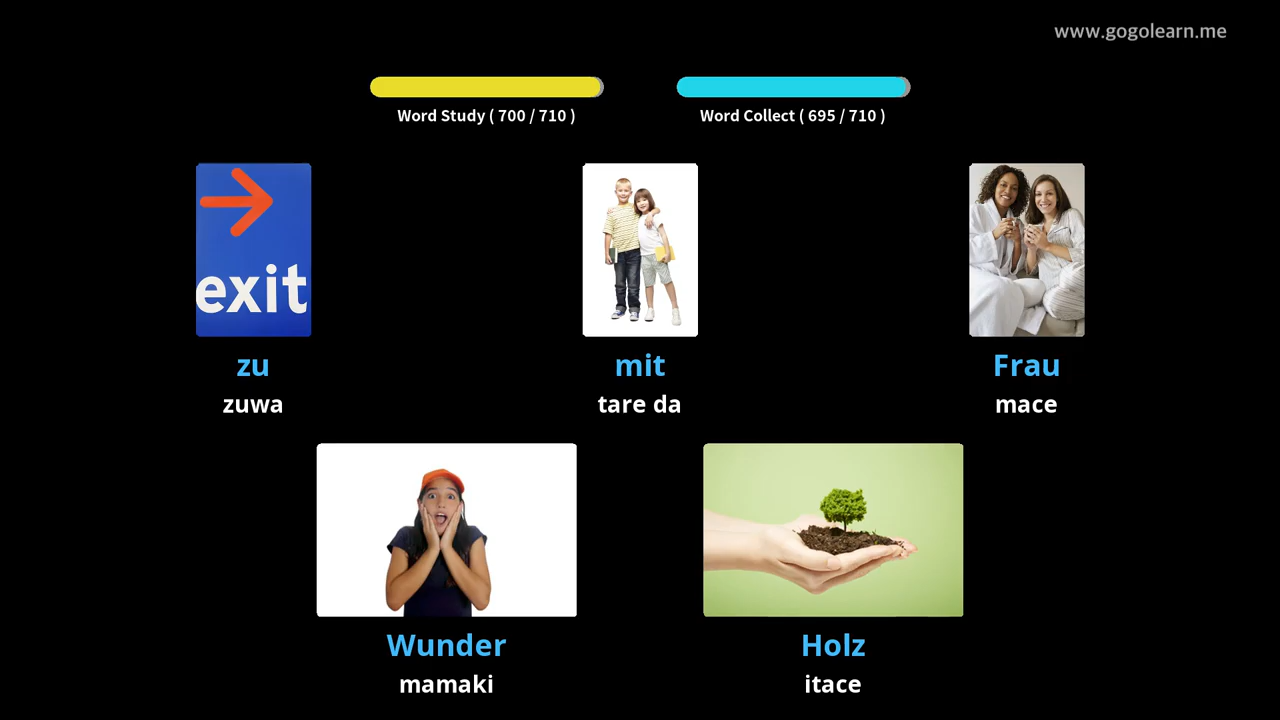 www.gogolearn.me
Word Study ( 700 / 710 )
Word Collect ( 695 / 710 )
exit
zu
mit
Frau
zuwa
tare da
mace
Wunder
Holz
mamaki
itace